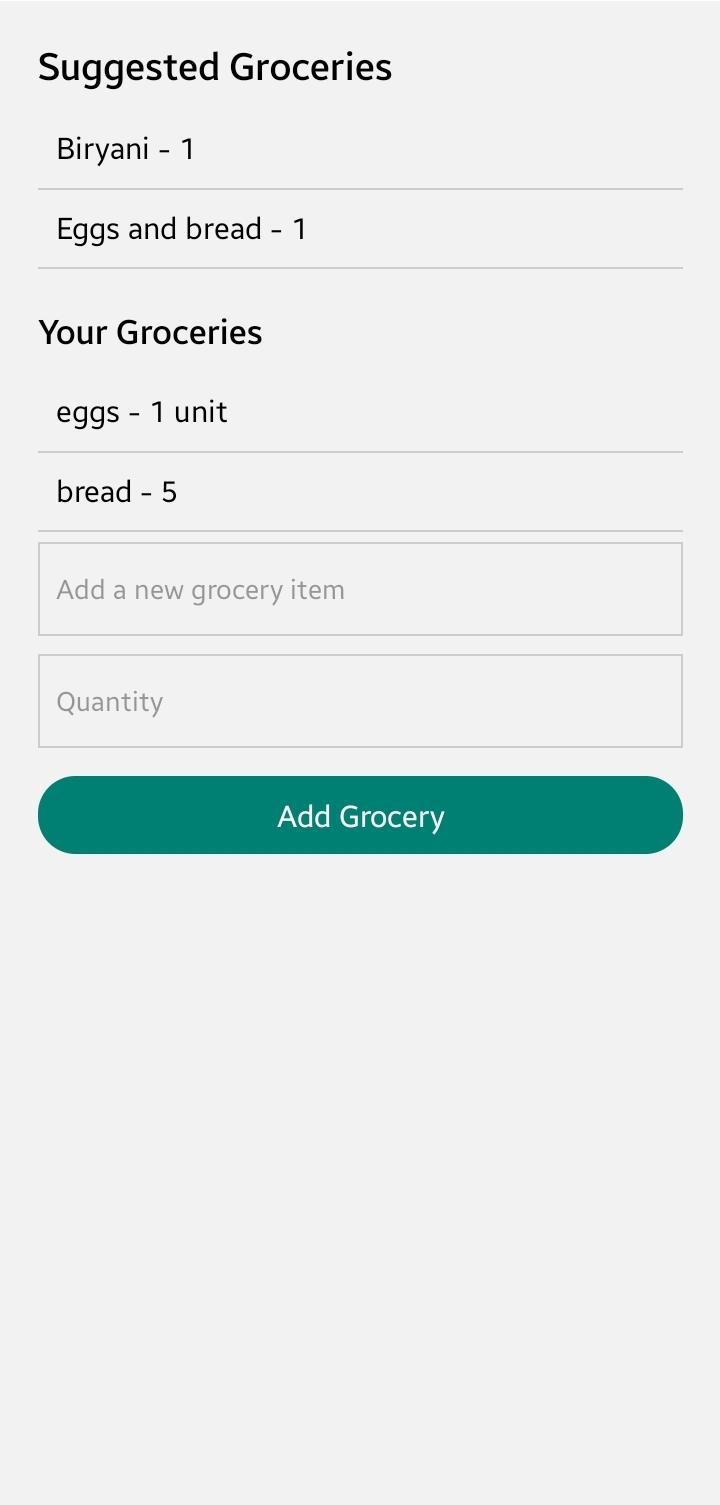 Suggested Groceries
Biryani - 1
Eggs and bread - 1
Your Groceries
eggs - 1 unit
bread - 5
Add a new grocery item
Quantity
Add Grocery